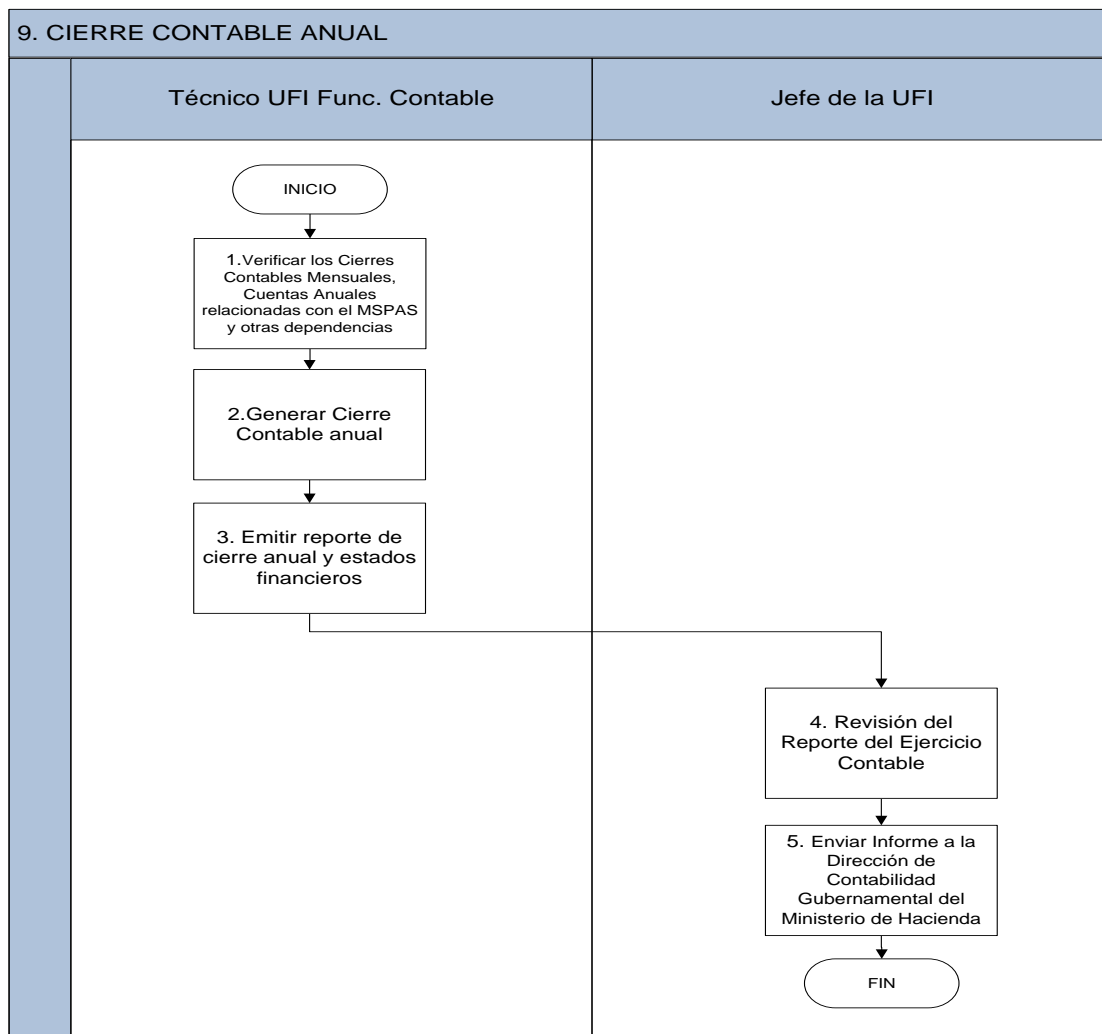 9. CIERRE CONTABLE ANUAL
Técnico UFI Func. Contable
Jefe de la UFI
INICIO
1.Verificar los Cierres
Contables Mensuales,
Cuentas Anuales
relacionadas con el MSPAS
y otras dependencias
2.Generar Cierre
Contable anual
3. Emitir reporte de
cierre anual y estados
financieros
4. Revisión del
Reporte del Ejercicio
Contable
5. Enviar Informe a la
Dirección de
Contabilidad
Gubernamental del
Ministerio de Hacienda
FIN